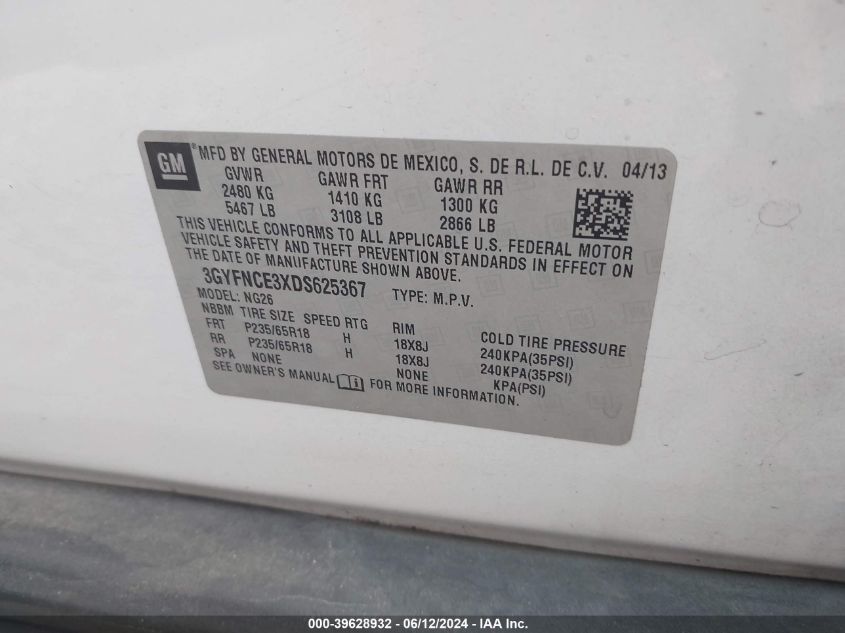 GM ® MFD BY GENERAL MOTORS DE MEXICO, S. DE R.L. DE C.V. 04/13
GVWR GAWR FRT GAWR RR
2480 KG 1410 KG 1300 KG
5467 LB 3108 LB 2866 LB
THIS VEHICLE CONFORMS TO ALL APPLICABLE U.S. FEDERAL MOTOR
VEHICLE SAFETY AND THEFT PREVENTION STANDARDS IN EFFECT ON
THE DATE OF MANUFACTURE SHOWN ABOVE.
3GYFNCE3XDS625367 TYPE: M.P.V.
MODEL: NG26
NBBM TIRE SIZE SPEED RTG RIM COLD TIRE PRESSURE
FRT P235/65R18 H 18X8J 240KPA(35PSI)
RR P235/65R18 H 18X8J 240KPA(35PSI)
SPA NONE NONE KPA(PSI)
SEE OWNER'S MANUAL FOR MORE INFORMATION.
000-39628932 - 06/12/2024 - IAA Inc.